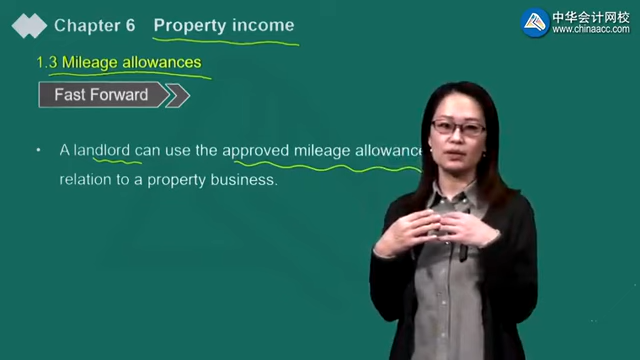 Chapter 6 Property income
中华会计网校
www.chinaacc.com
1.3 Mileage allowances
Fast Forward
• A landlord can use the approved mileage allowance
relation to a property business.